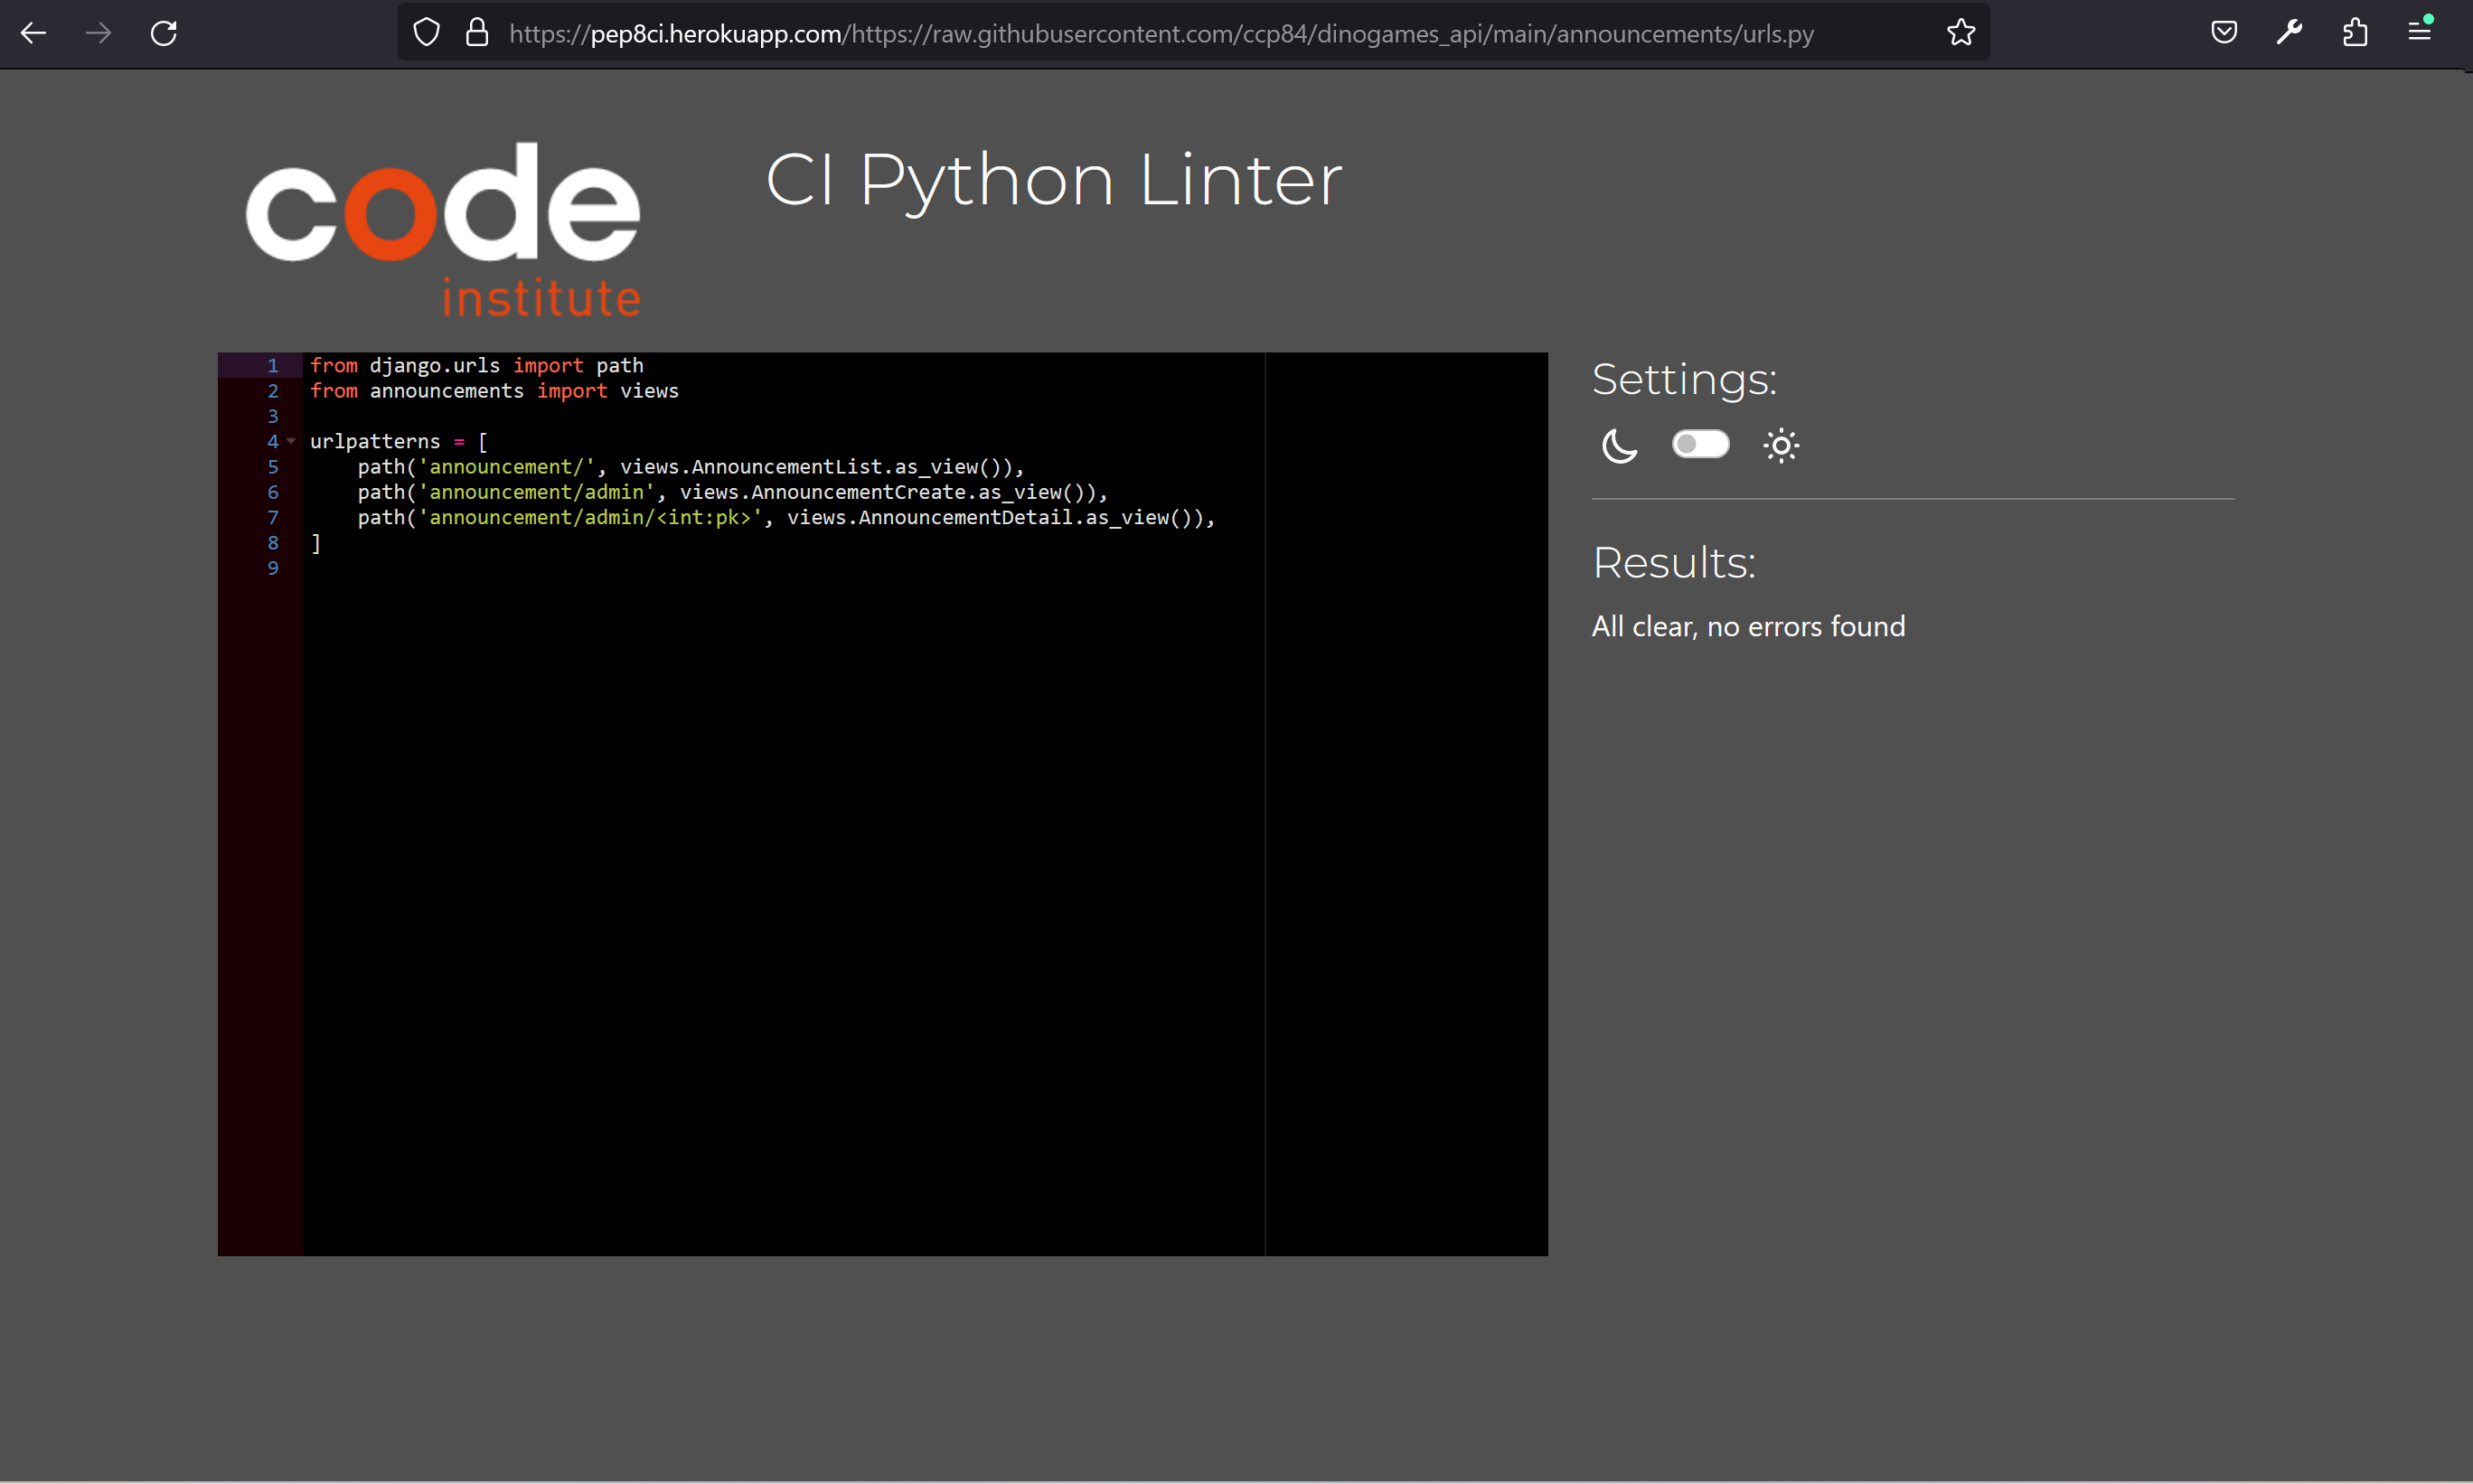 https://pep8ci.herokuapp.com/https://raw.githubusercontent.com/ccp84/dinogames_api/main/announcements/urls.py
code
institute
CI Python Linter
1 from django.urls import path
2 from announcements import views
3
4 urlpatterns = [
5     path('announcement/', views.AnnouncementList.as_view()),
6     path('announcement/admin', views.AnnouncementCreate.as_view()),
7     path('announcement/admin/<int:pk>', views.AnnouncementDetail.as_view()),
8 ]
9
Settings:
Results:
All clear, no errors found